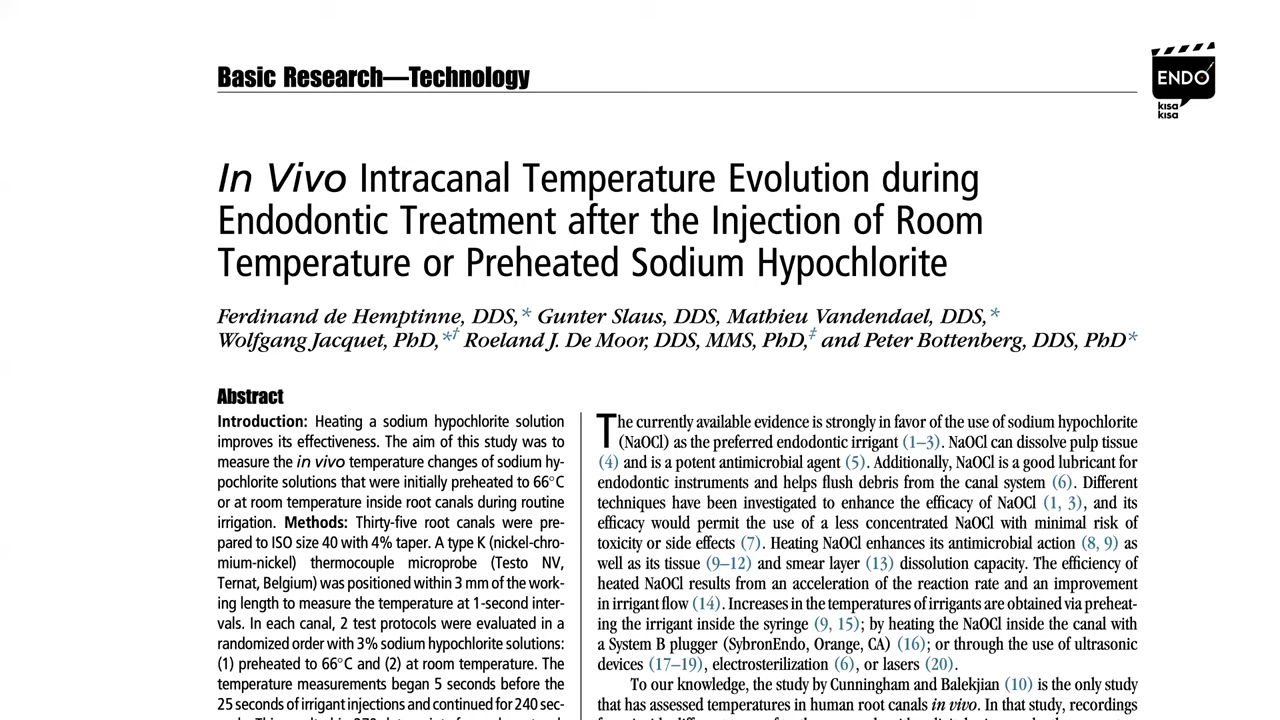 Basic Research—Technology
ENDO
kısa
kısa
In Vivo Intracanal Temperature Evolution during
Endodontic Treatment after the Injection of Room
Temperature or Preheated Sodium Hypochlorite
Ferdinand de Hemptinne, DDS,* Gunter Slaus, DDS, Mathieu Vandendael, DDS,*
Wolfgang Jacquet, PhD,*† Roeland J. De Moor, DDS, MMS, PhD,‡ and Peter Bottenberg, DDS, PhD*
Abstract
Introduction: Heating a sodium hypochlorite solution
improves its effectiveness. The aim of this study was to
measure the in vivo temperature changes of sodium hy-
pochlorite solutions that were initially preheated to 66°C
or at room temperature inside root canals during routine
irrigation. Methods: Thirty-five root canals were pre-
pared to ISO size 40 with 4% taper. A type K (nickel-chro-
mium-nickel) thermocouple microprobe (Testo NV,
Ternat, Belgium) was positioned within 3 mm of the work-
ing length to measure the temperature at 1-second inter-
vals. In each canal, 2 test protocols were evaluated in a
randomized order with 3% sodium hypochlorite solutions:
(1) preheated to 66°C and (2) at room temperature. The
temperature measurements began 5 seconds before the
25 seconds of irrigant injections and continued for 240 sec-
The currently available evidence is strongly in favor of the use of sodium hypochlorite
(NaOCl) as the preferred endodontic irrigant (1–3). NaOCl can dissolve pulp tissue
(4) and is a potent antimicrobial agent (5). Additionally, NaOCl is a good lubricant for
endodontic instruments and helps flush debris from the canal system (6). Different
techniques have been investigated to enhance the efficacy of NaOCl (1, 3), and its
efficacy would permit the use of a less concentrated NaOCl with minimal risk of
toxicity or side effects (7). Heating NaOCl enhances its antimicrobial action (8, 9) as
well as its tissue (9–12) and smear layer (13) dissolution capacity. The efficiency of
heated NaOCl results from an acceleration of the reaction rate and an improvement
in irrigant flow (14). Increases in the temperatures of irrigants are obtained via preheat-
ing the irrigant inside the syringe (9, 15); by heating the NaOCl inside the canal with
a System B plugger (SybronEndo, Orange, CA) (16); or through the use of ultrasonic
devices (17–19), electrosterilization (6), or lasers (20).
To our knowledge, the study by Cunningham and Balekjian (10) is the only study
that has assessed temperatures in human root canals in vivo. In that study, recordings